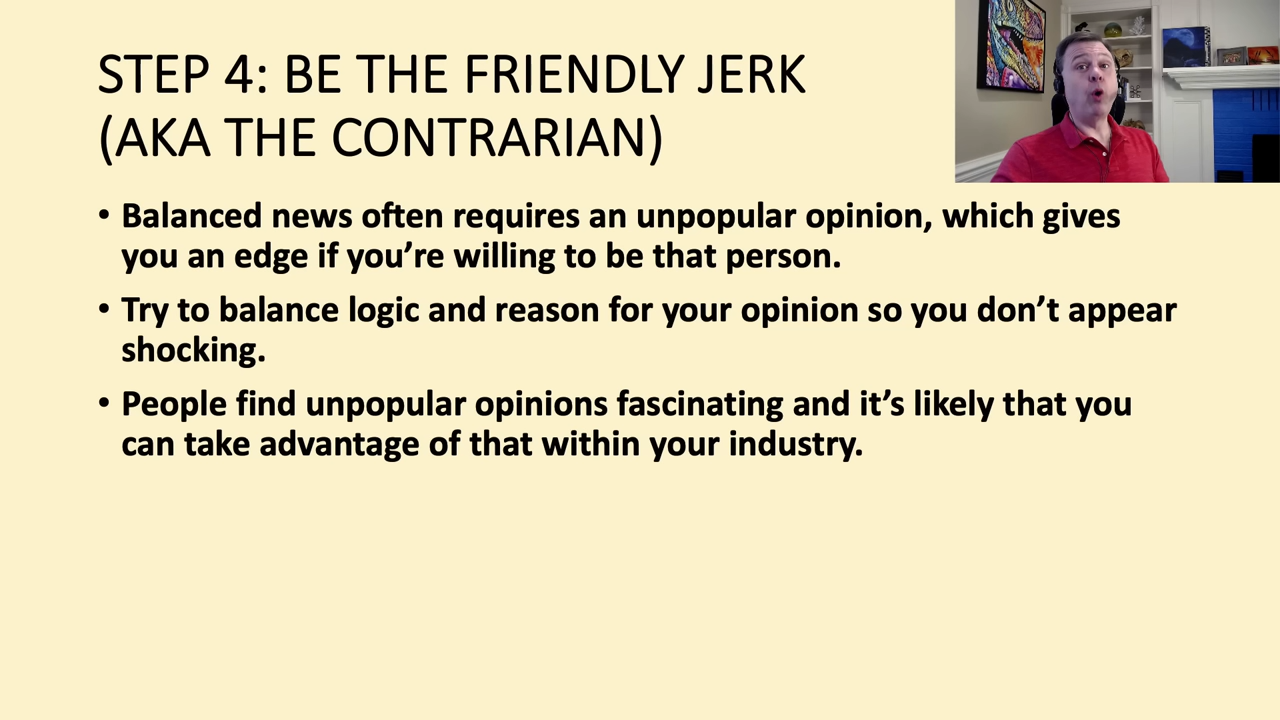 STEP 4: BE THE FRIENDLY JERK
(AKA THE CONTRARIAN)
• Balanced news often requires an unpopular opinion, which gives
you an edge if you’re willing to be that person.
• Try to balance logic and reason for your opinion so you don’t appear
shocking.
• People find unpopular opinions fascinating and it’s likely that you
can take advantage of that within your industry.